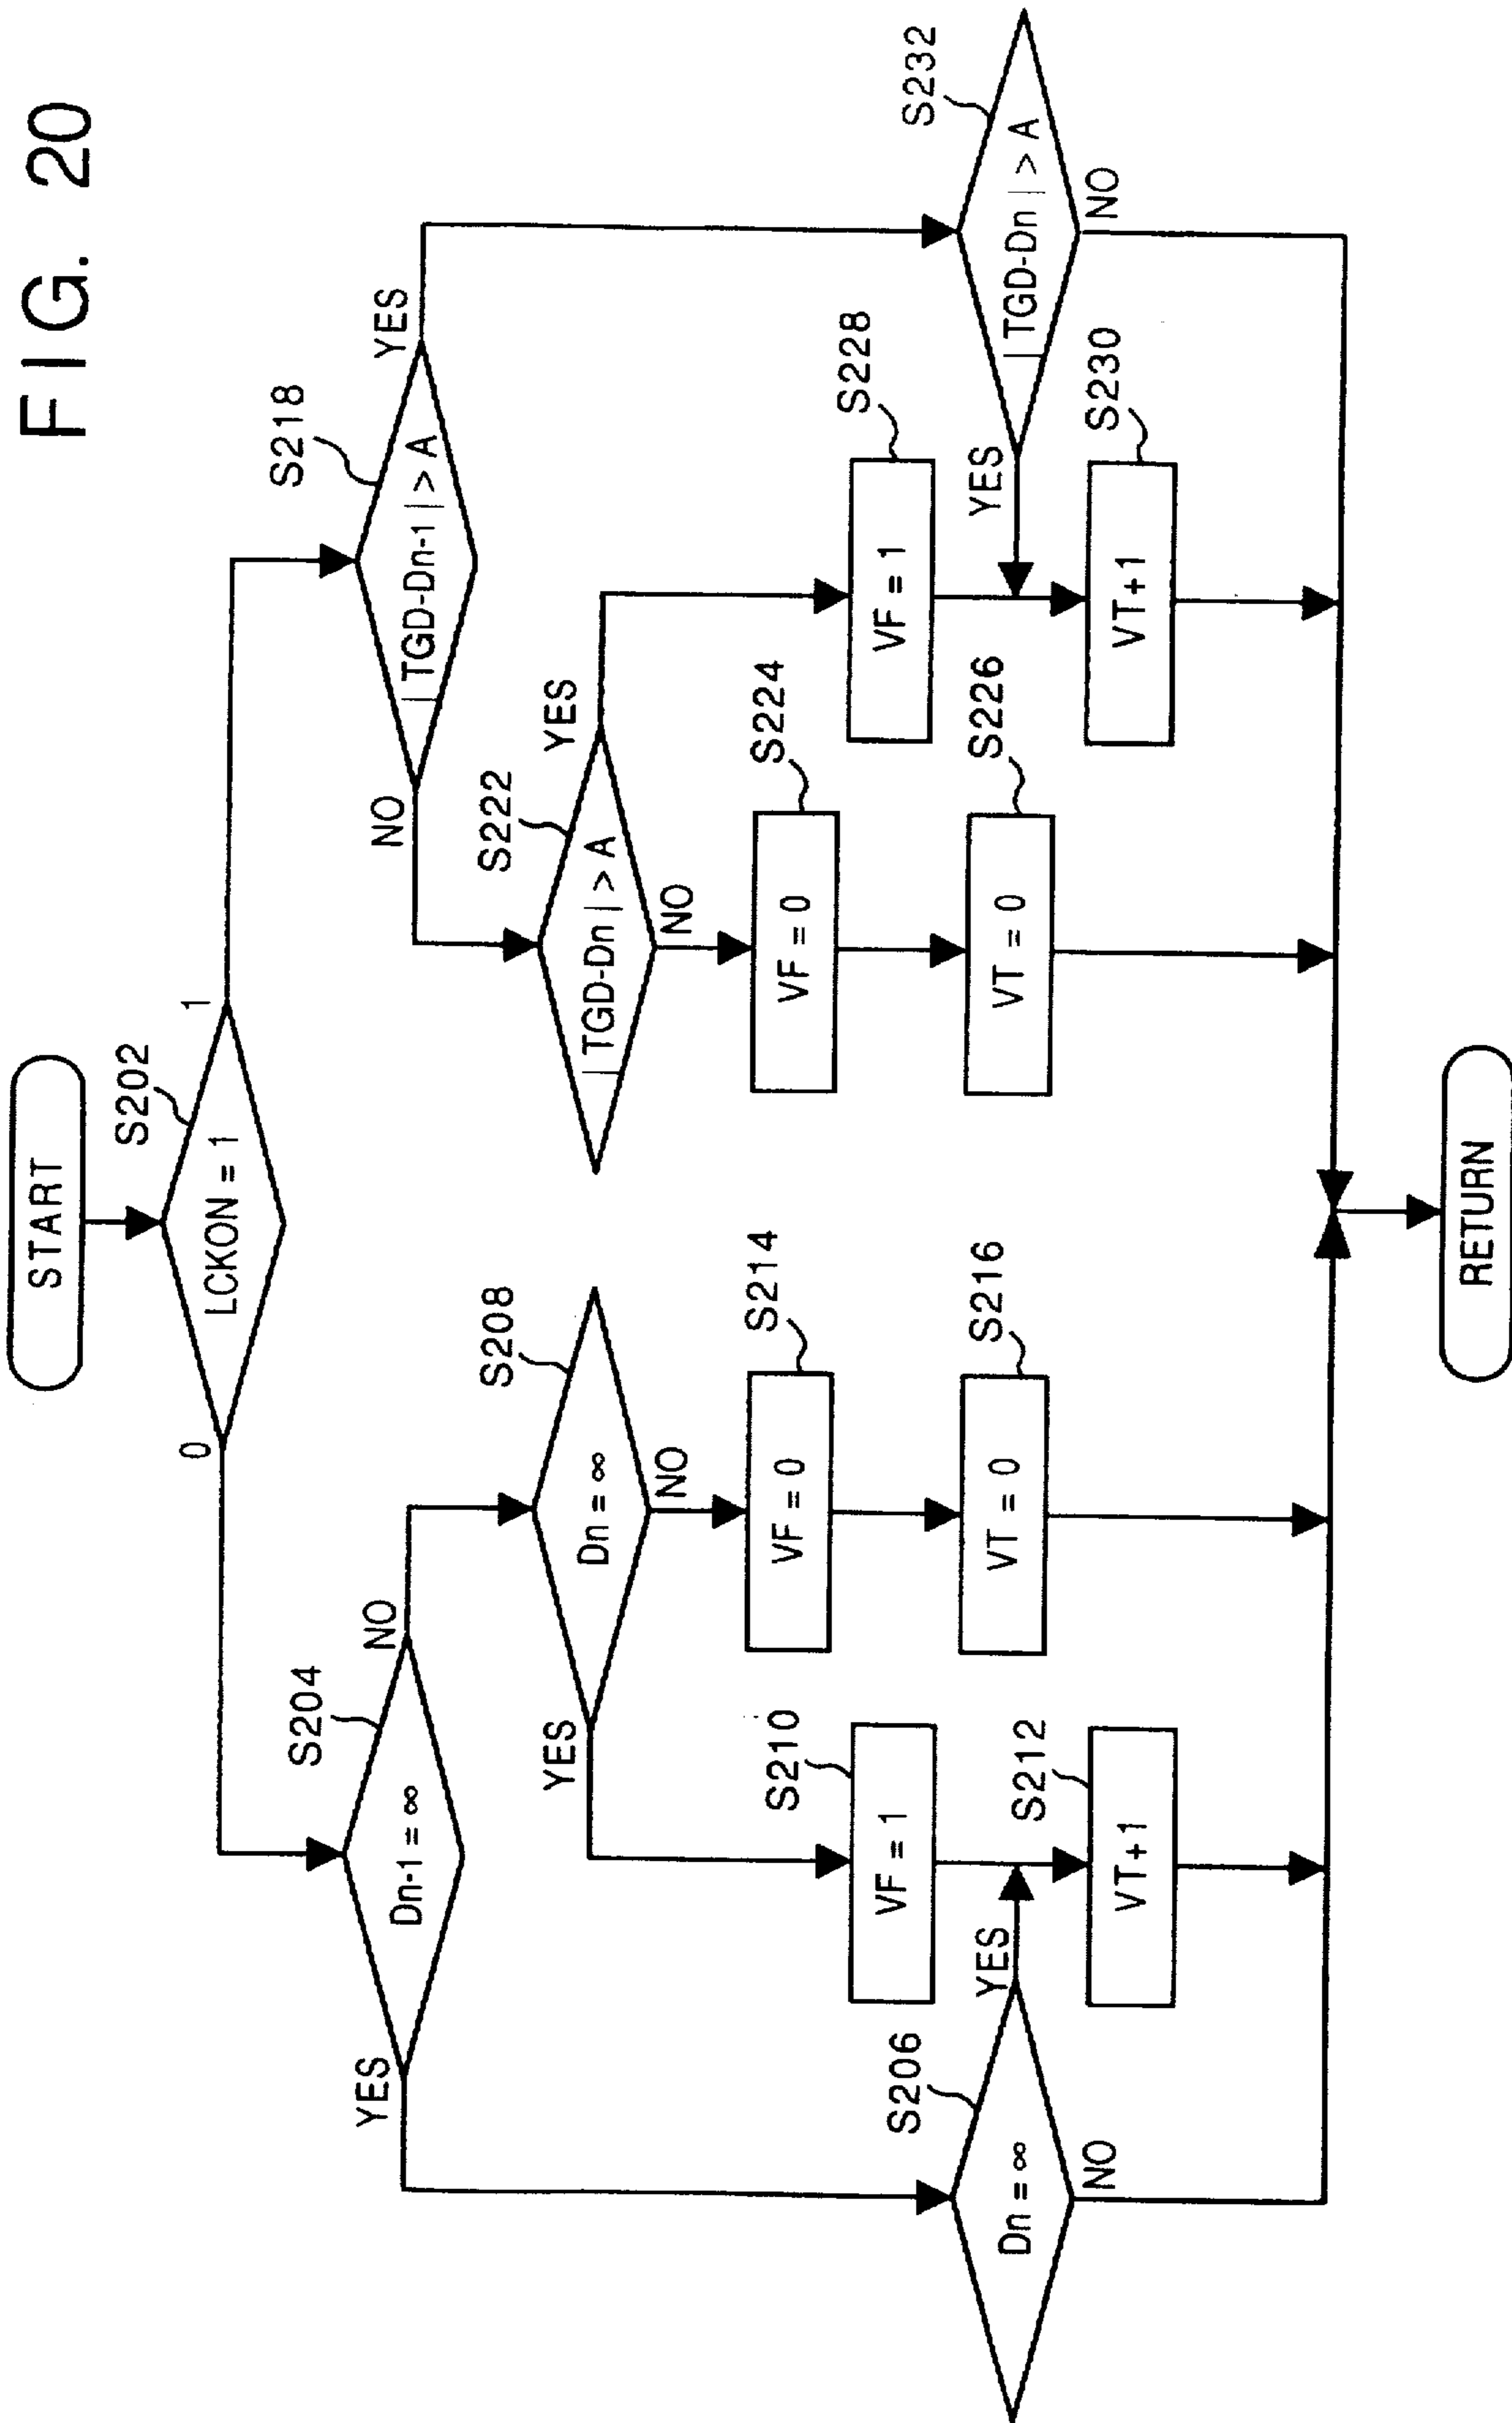 FIG. 20
START
S202
LCKON = 1
0
1
S204
Dn-1 = ∞
YES
NO
S218
| TGD-Dn-1 | > A
NO
YES
S208
Dn = ∞
YES
NO
S222
| TGD-Dn | > A
YES
NO
S214
VF = 0
S224
VF = 0
S210
VF = 1
S228
VF = 1
S206
Dn = ∞
YES
NO
S216
VT = 0
S226
VT = 0
S232
| TGD-Dn | > A
YES
NO
S212
VT+1
S230
VT+1
RETURN